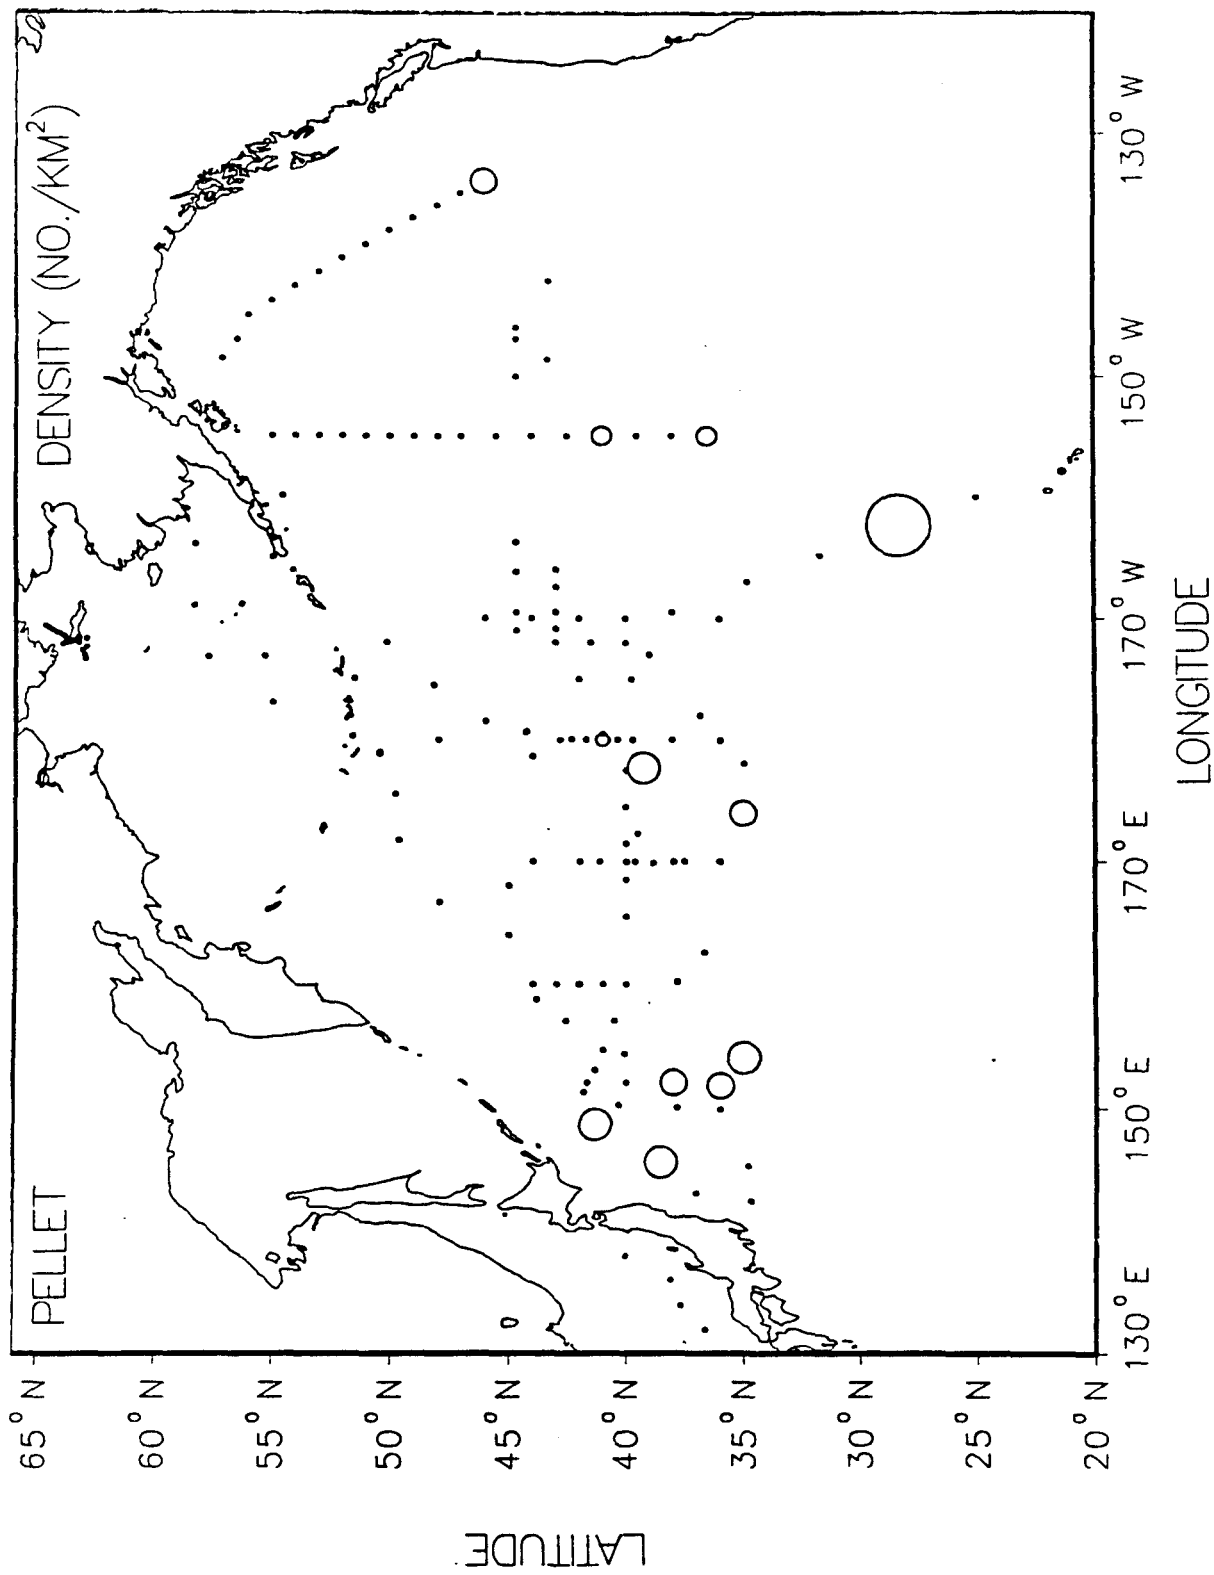 PELLET
DENSITY (NO./KM²)
65° N
60° N
55° N
50° N
45° N
40° N
35° N
30° N
25° N
20° N
LATITUDE
130° E
150° E
170° E
170° W
150° W
130° W
LONGITUDE